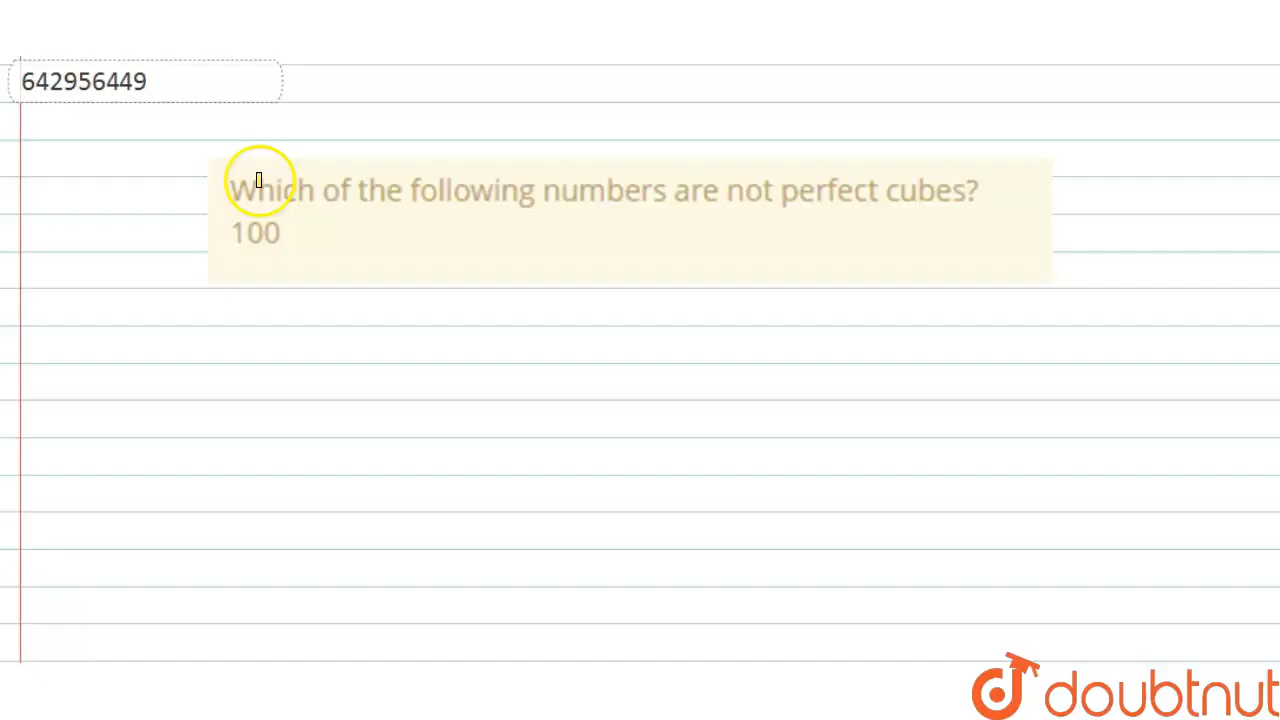 642956449
Which of the following numbers are not perfect cubes?
100
doubtnut